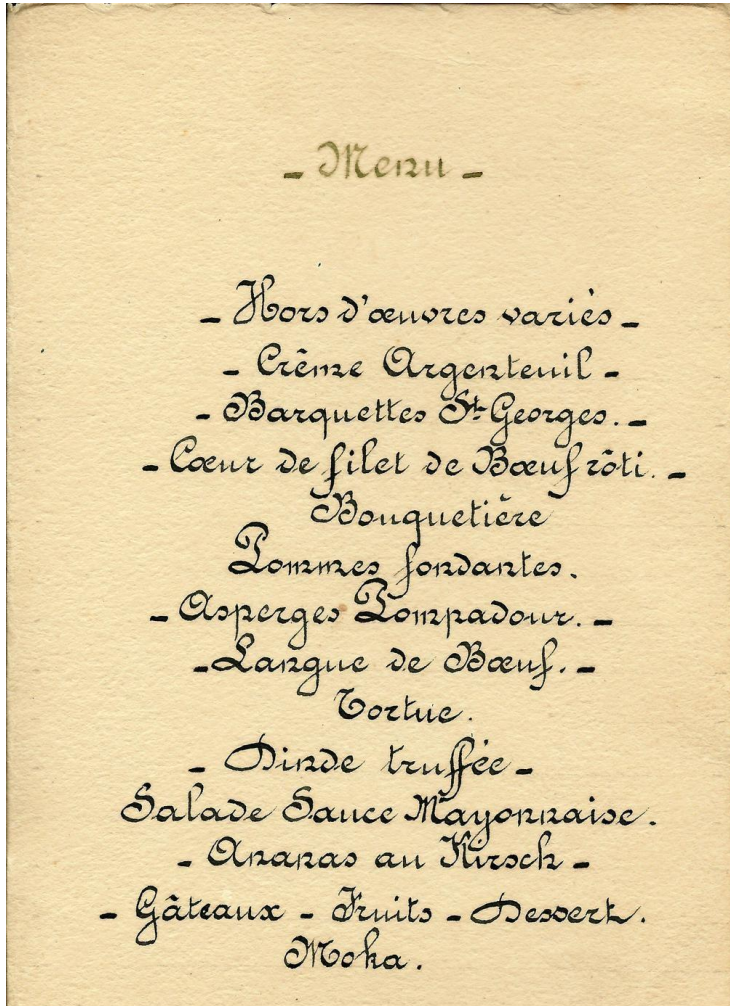 - Menu -
- Hors d'œuvres variés -
- Crême Argenteuil -
- Barquettes St Georges. -
- Cœur de filet de Bœuf rôti. -
Bouquetière
Pommes fondantes.
- Asperges Pompadour. -
- Langue de Bœuf. -
Tortue.
- Dinde truffée -
Salade Sauce Mayonnaise.
- Ananas au Kirsch -
- Gâteaux - Fruits - Dessert.
Moka.